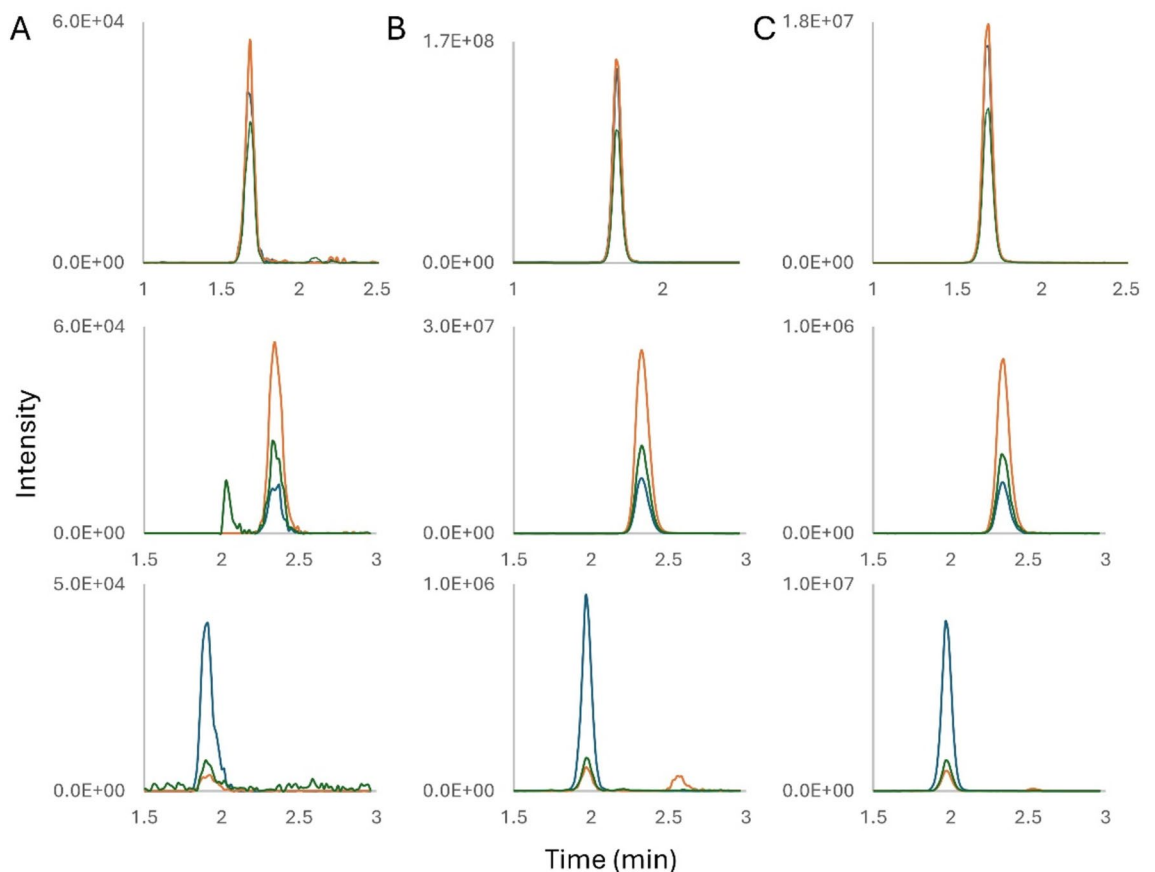 A
B
C
6.0E+04
0.0E+00
1 1.5 2 2.5
1.7E+08
0.0E+00
1 2
1.8E+07
0.0E+00
1 1.5 2 2.5
6.0E+04
0.0E+00
1.5 2 2.5 3
3.0E+07
0.0E+00
1.5 2 2.5 3
1.0E+06
0.0E+00
1.5 2 2.5 3
5.0E+04
0.0E+00
1.5 2 2.5 3
1.0E+06
0.0E+00
1.5 2 2.5 3
1.0E+07
0.0E+00
1.5 2 2.5 3
Intensity
Time (min)